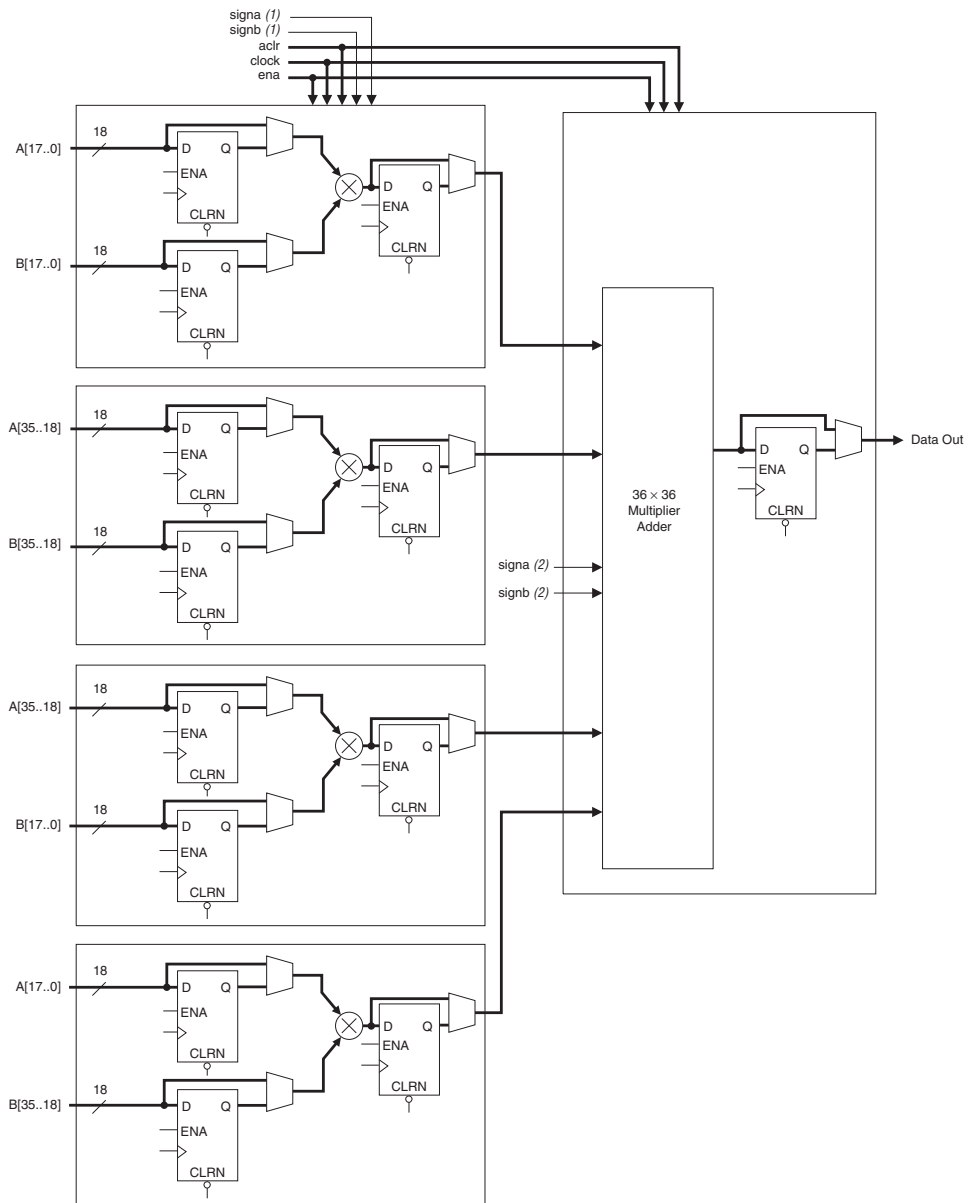 signa (1)
signb (1)
aclr
clock
ena
A[17..0]
18
D Q
ENA
CLRN
B[17..0]
18
D Q
ENA
CLRN
D Q
ENA
CLRN
A[35..18]
18
D Q
ENA
CLRN
B[35..18]
18
D Q
ENA
CLRN
D Q
ENA
CLRN
A[35..18]
18
D Q
ENA
CLRN
B[17..0]
18
D Q
ENA
CLRN
D Q
ENA
CLRN
A[17..0]
18
D Q
ENA
CLRN
B[35..18]
18
D Q
ENA
CLRN
D Q
ENA
CLRN
36 × 36
Multiplier
Adder
signa (2)
signb (2)
D Q
ENA
CLRN
Data Out